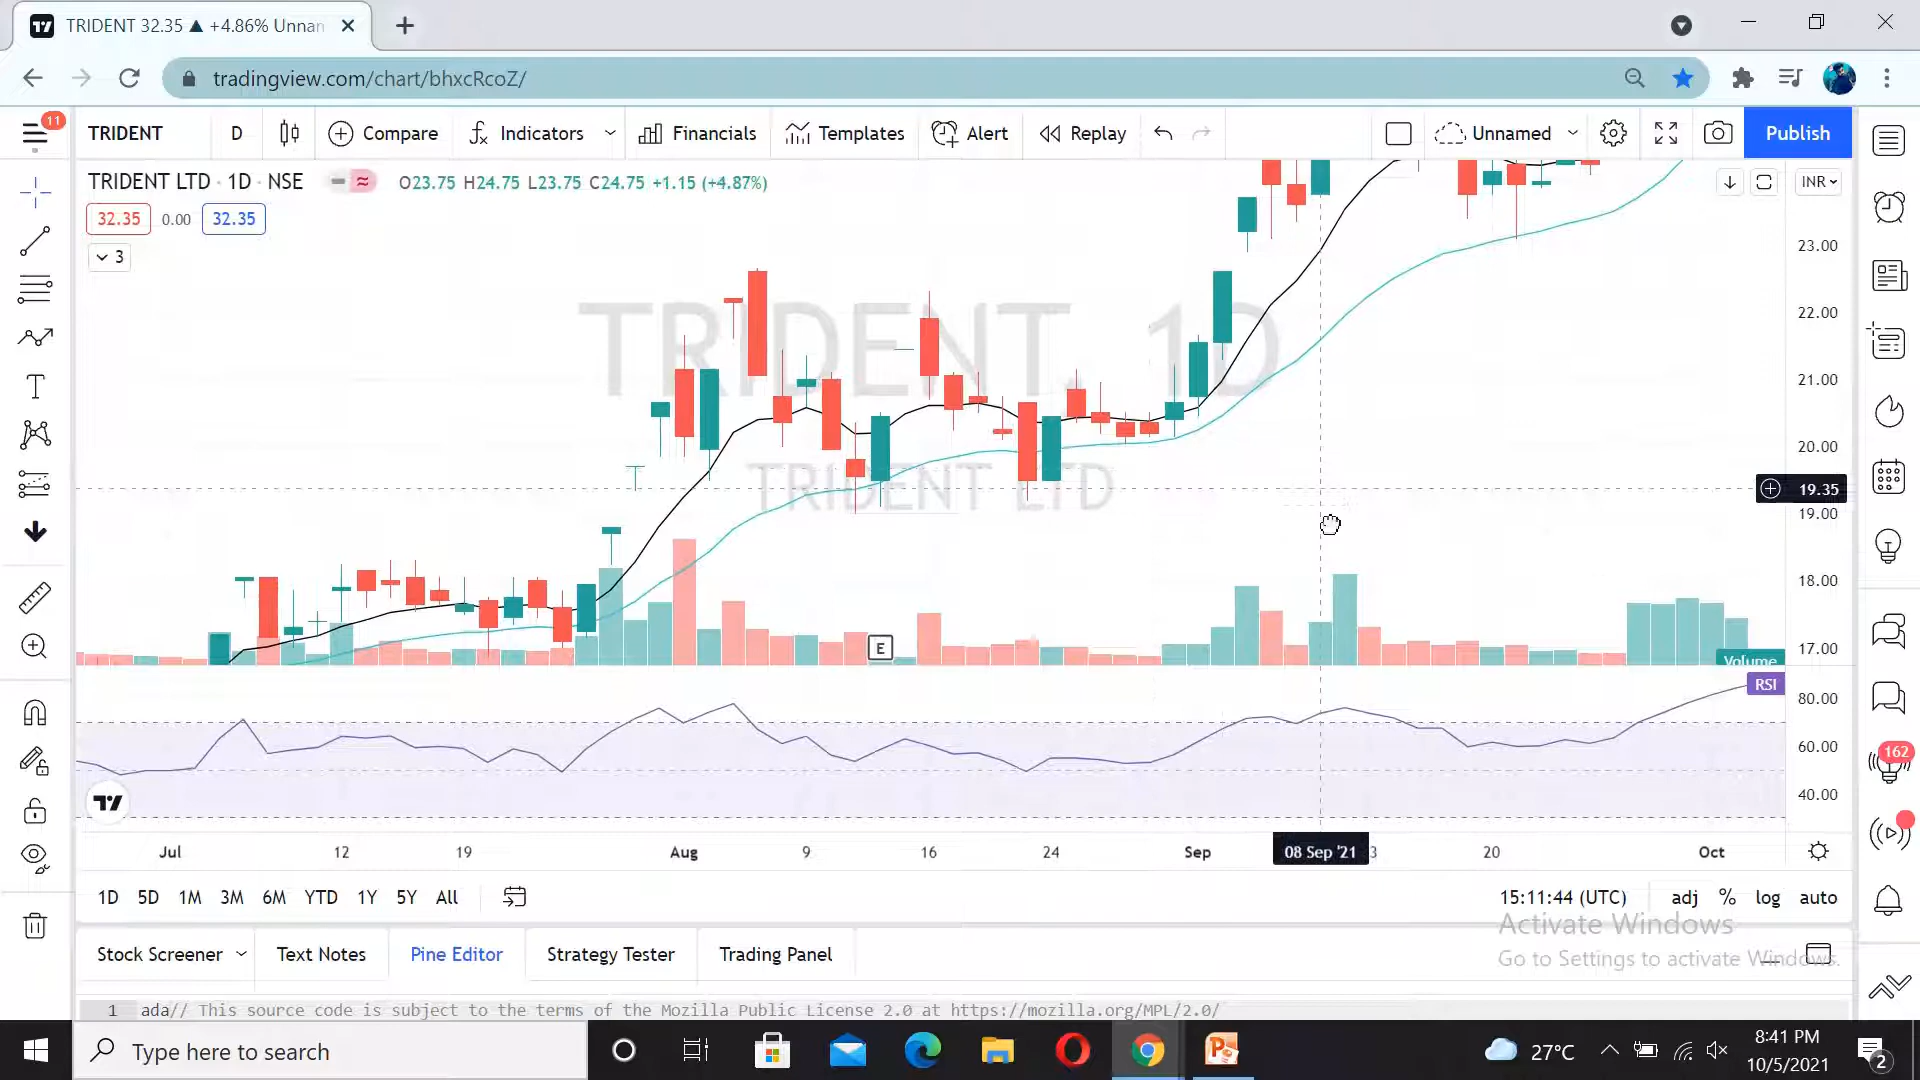 TRIDENT 32.35 ▲ +4.86% Unnan
tradingview.com/chart/bhxcRcoZ/
11
TRIDENT D Compare Indicators Financials Templates Alert Replay Unnamed Publish
TRIDENT LTD · 1D · NSE O23.75 H24.75 L23.75 C24.75 +1.15 (+4.87%) INR
32.35 0.00 32.35
3
TRIDENT, 1D
TRIDENT LTD
23.00
22.00
21.00
20.00
19.35
19.00
18.00
17.00
E
Volume
RSI
80.00
60.00
40.00
162
Jul 12 19 Aug 9 16 24 Sep 08 Sep '21 3 20 Oct
1D 5D 1M 3M 6M YTD 1Y 5Y All 15:11:44 (UTC) adj % log auto
Activate Windows
Go to Settings to activate Windows.
Stock Screener Text Notes Pine Editor Strategy Tester Trading Panel
1 ada// This source code is subject to the terms of the Mozilla Public License 2.0 at https://mozilla.org/MPL/2.0/
Type here to search
27°C
8:41 PM
10/5/2021
2